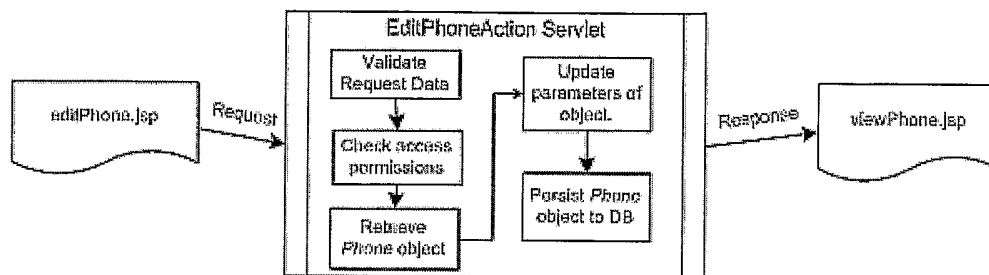 EditPhoneAction Servlet
editPhone.jsp
Request
Validate
Request Data
Check access
permissions
Retrieve
Phone object
Update
parameters of
object.
Persist Phone
object to DB
Response
viewPhone.jsp